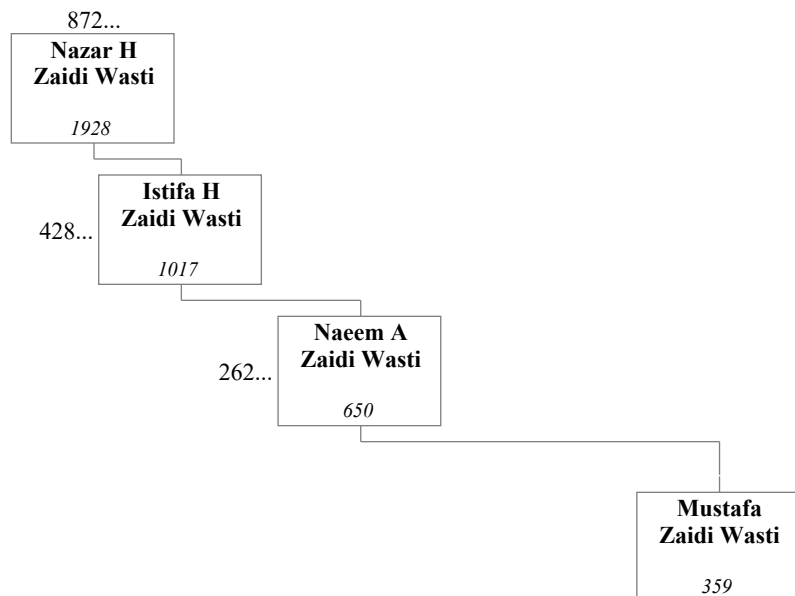 872...
Nazar H
Zaidi Wasti
1928
Istifa H
Zaidi Wasti
428...
1017
Naeem A
Zaidi Wasti
262...
650
Mustafa
Zaidi Wasti
359